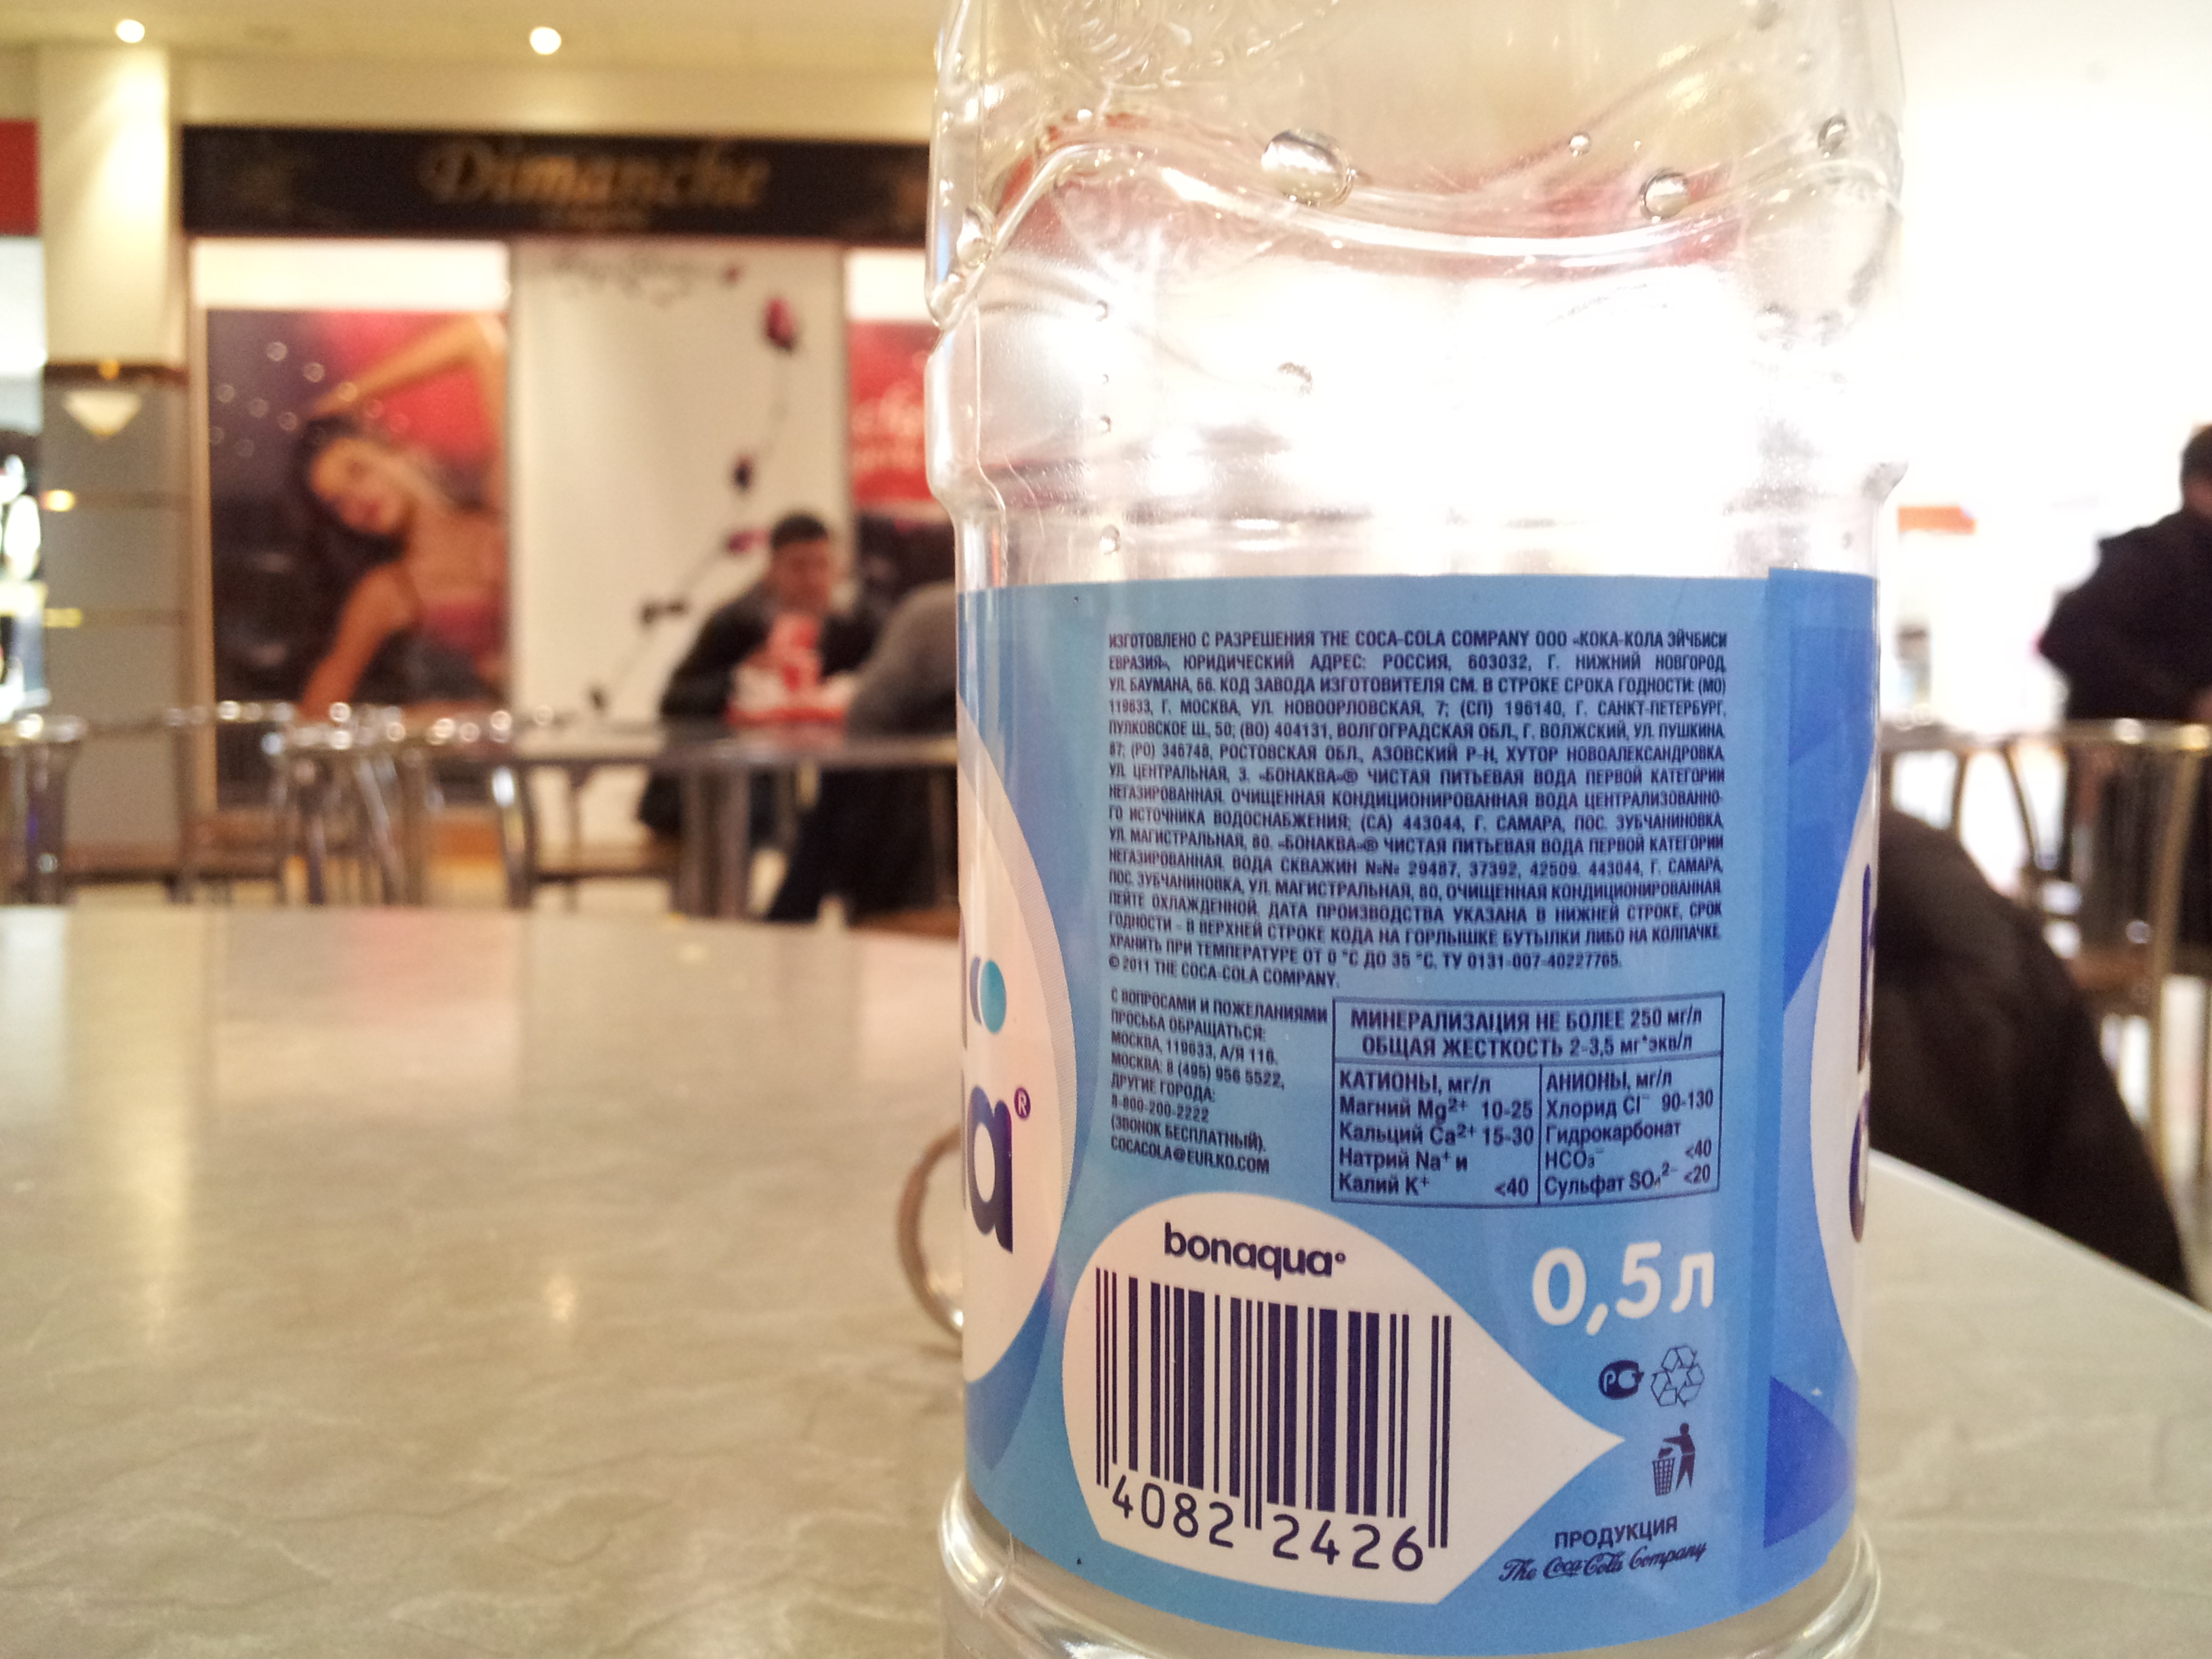 Dimanche
ИЗГОТОВЛЕНО С РАЗРЕШЕНИЯ THE COCA-COLA COMPANY ООО «КОКА-КОЛА ЭЙЧБИСИ
ЕВРАЗИЯ», ЮРИДИЧЕСКИЙ АДРЕС: РОССИЯ, 603032, Г. НИЖНИЙ НОВГОРОД,
УЛ. БАУМАНА, 66. КОД ЗАВОДА ИЗГОТОВИТЕЛЯ СМ. В СТРОКЕ СРОКА ГОДНОСТИ: (МО)
119633, Г. МОСКВА, УЛ. НОВООРЛОВСКАЯ, 7; (СП) 196140, Г. САНКТ-ПЕТЕРБУРГ,
ПУЛКОВСКОЕ Ш., 50; (ВО) 404131, ВОЛГОГРАДСКАЯ ОБЛ., Г. ВОЛЖСКИЙ, УЛ. ПУШКИНА,
87; (РО) 346748, РОСТОВСКАЯ ОБЛ., АЗОВСКИЙ Р-Н, ХУТОР НОВОАЛЕКСАНДРОВКА,
УЛ. ЦЕНТРАЛЬНАЯ, 3. «БОНАКВА»® ЧИСТАЯ ПИТЬЕВАЯ ВОДА ПЕРВОЙ КАТЕГОРИИ
НЕГАЗИРОВАННАЯ. ОЧИЩЕННАЯ КОНДИЦИОНИРОВАННАЯ ВОДА ЦЕНТРАЛИЗОВАННО-
ГО ИСТОЧНИКА ВОДОСНАБЖЕНИЯ; (СА) 443044, Г. САМАРА, ПОС. ЗУБЧАНИНОВКА,
УЛ. МАГИСТРАЛЬНАЯ, 80. «БОНАКВА»® ЧИСТАЯ ПИТЬЕВАЯ ВОДА ПЕРВОЙ КАТЕГОРИИ
НЕГАЗИРОВАННАЯ. ВОДА СКВАЖИН №№ 29487, 37392, 42509. 443044, Г. САМАРА,
ПОС. ЗУБЧАНИНОВКА, УЛ. МАГИСТРАЛЬНАЯ, 80, ОЧИЩЕННАЯ КОНДИЦИОНИРОВАННАЯ.
ПЕЙТЕ ОХЛАЖДЕННОЙ. ДАТА ПРОИЗВОДСТВА УКАЗАНА В НИЖНЕЙ СТРОКЕ, СРОК
ГОДНОСТИ - В ВЕРХНЕЙ СТРОКЕ КОДА НА ГОРЛЫШКЕ БУТЫЛКИ ЛИБО НА КОЛПАЧКЕ.
ХРАНИТЬ ПРИ ТЕМПЕРАТУРЕ ОТ 0 °С ДО 35 °С. ТУ 0131-007-40227765.
© 2011 THE COCA-COLA COMPANY.
С ВОПРОСАМИ И ПОЖЕЛАНИЯМИ
ПРОСЬБА ОБРАЩАТЬСЯ:
МОСКВА, 119633, А/Я 116,
МОСКВА: 8 (495) 956 5522,
ДРУГИЕ ГОРОДА:
8-800-200-2222
(ЗВОНОК БЕСПЛАТНЫЙ).
COCACOLA@EUR.KO.COM
МИНЕРАЛИЗАЦИЯ НЕ БОЛЕЕ 250 мг/л
ОБЩАЯ ЖЕСТКОСТЬ 2-3,5 мг*экв/л
КАТИОНЫ, мг/л
Магний Mg²⁺ 10-25
Кальций Ca²⁺ 15-30
Натрий Na⁺ и
Калий K⁺ <40
АНИОНЫ, мг/л
Хлорид Cl⁻ 90-130
Гидрокарбонат
HCO₃⁻ <40
Сульфат SO₄²⁻ <20
a®
bonaqua®
4082 2426
0,5 л
РС
ПРОДУКЦИЯ
The Coca-Cola Company